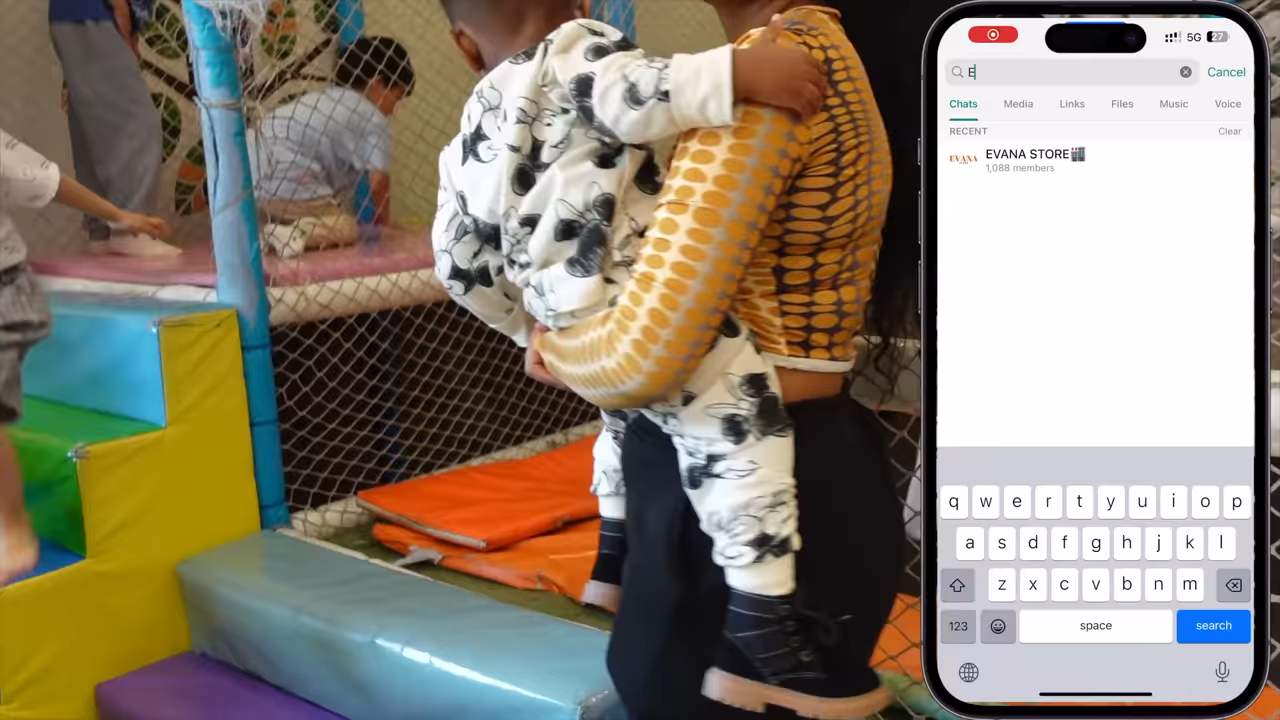 5G 27
E
Cancel
Chats Media Links Files Music Voice
RECENT Clear
EVANA EVANA STORE
1,088 members
q w e r t y u i o p
a s d f g h j k l
z x c v b n m
123 space search